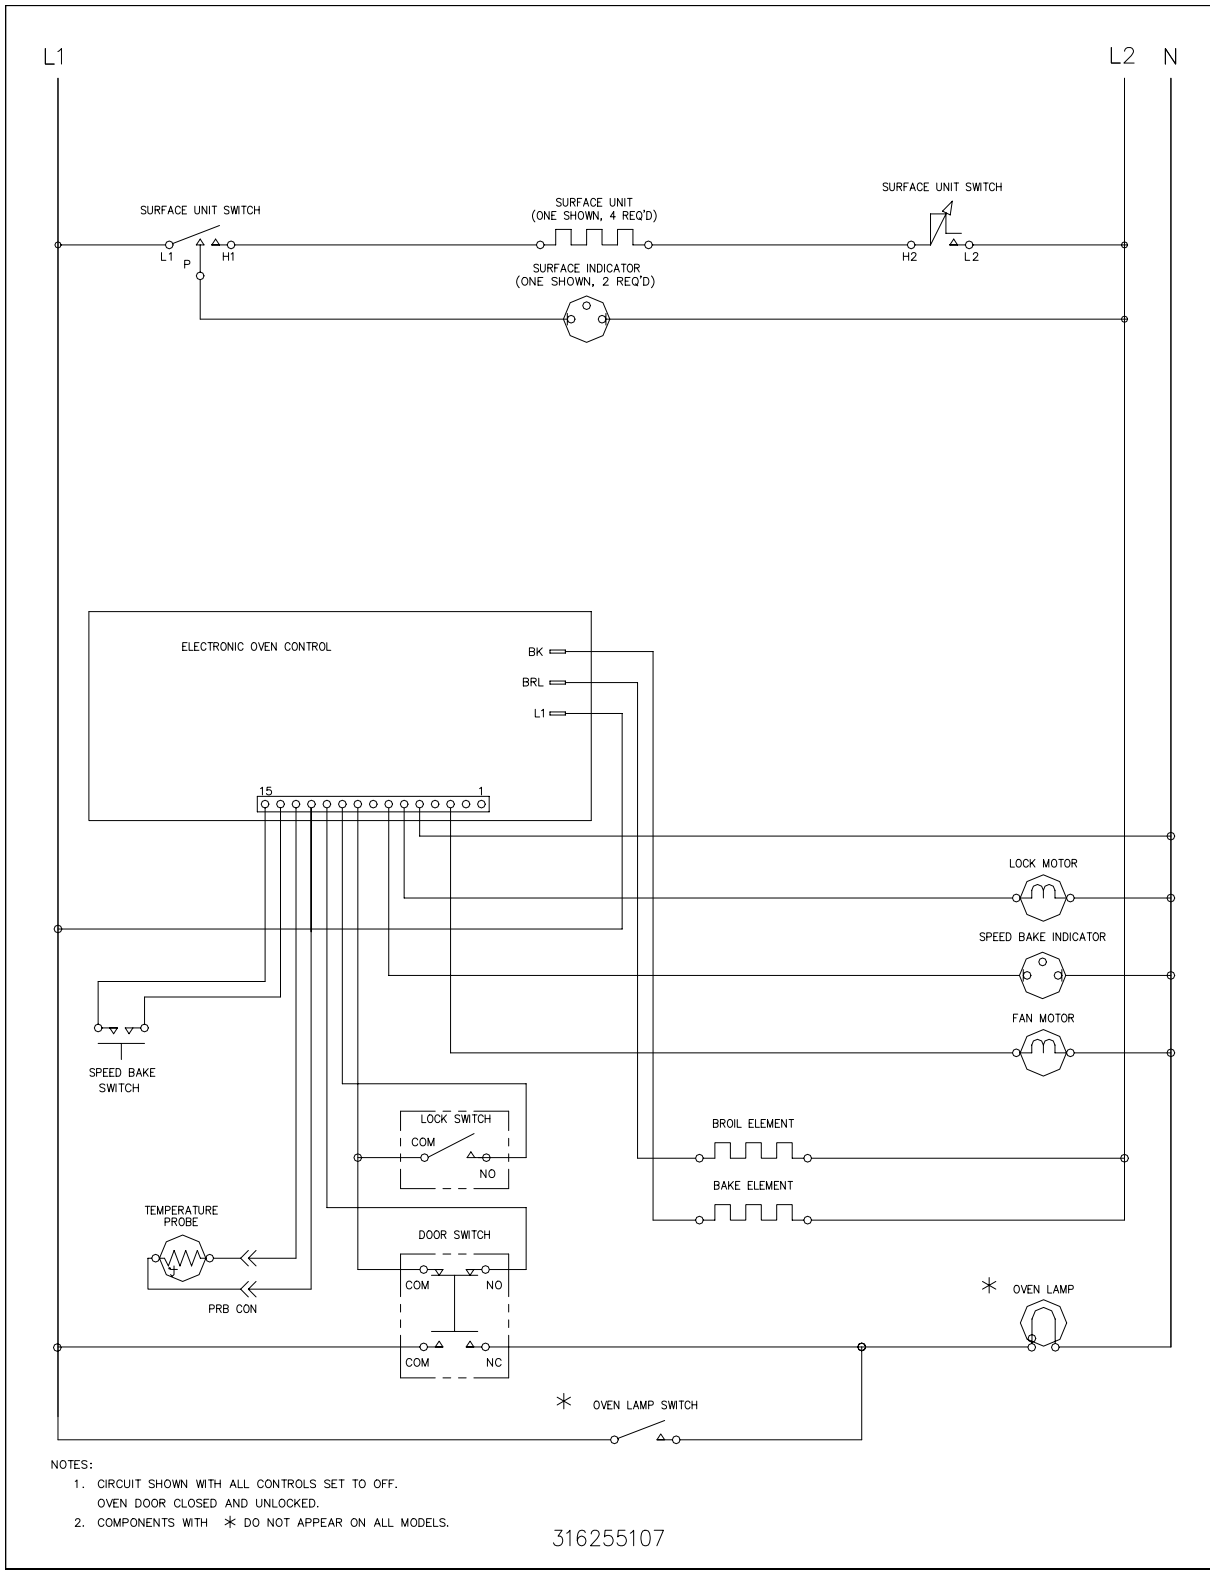 L1
L2 N
SURFACE UNIT SWITCH
SURFACE UNIT
(ONE SHOWN, 4 REQ'D)
SURFACE UNIT SWITCH
L1
P
H1
H2
L2
SURFACE INDICATOR
(ONE SHOWN, 2 REQ'D)
ELECTRONIC OVEN CONTROL
BK
BRL
L1
15
1
LOCK MOTOR
SPEED BAKE INDICATOR
FAN MOTOR
SPEED BAKE
SWITCH
LOCK SWITCH
COM
NO
BROIL ELEMENT
BAKE ELEMENT
TEMPERATURE
PROBE
PRB CON
DOOR SWITCH
COM
NO
COM
NC
* OVEN LAMP
* OVEN LAMP SWITCH
NOTES:
1. CIRCUIT SHOWN WITH ALL CONTROLS SET TO OFF.
OVEN DOOR CLOSED AND UNLOCKED.
2. COMPONENTS WITH * DO NOT APPEAR ON ALL MODELS.
316255107